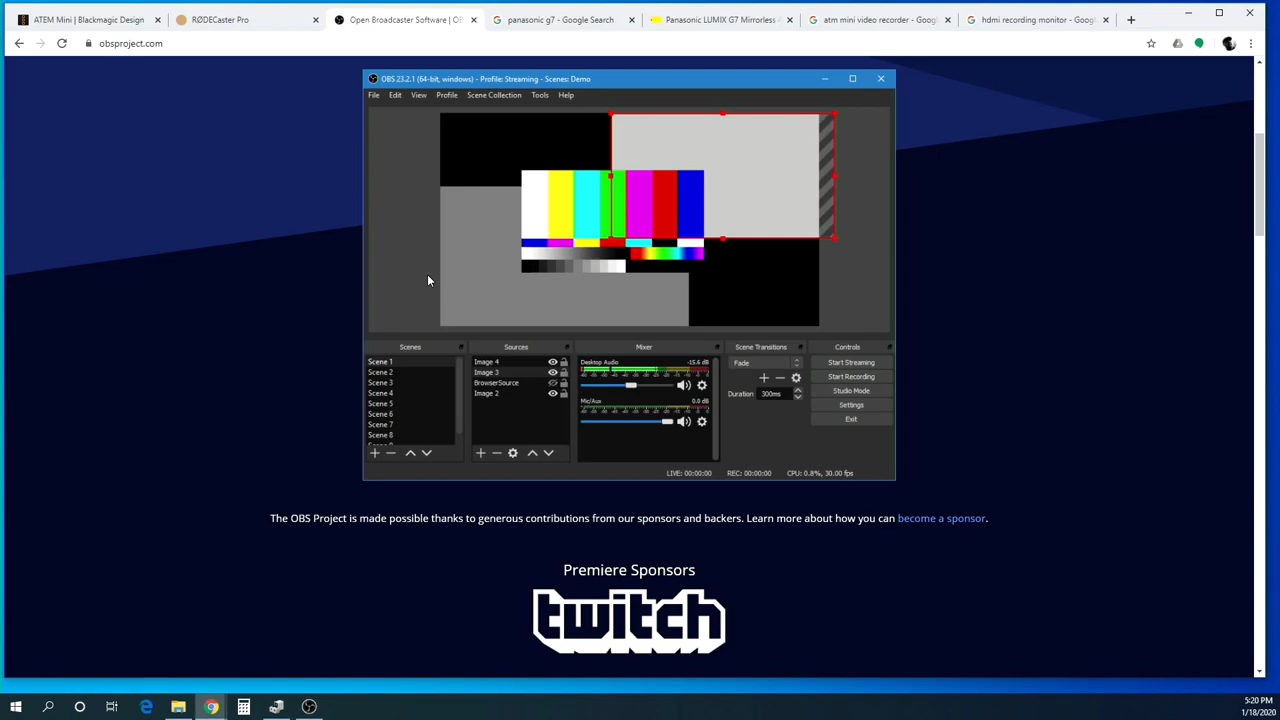 ATEM Mini | Blackmagic Design
RØDECaster Pro
Open Broadcaster Software | O
panasonic g7 - Google Search
Panasonic LUMIX G7 Mirrorless
atm mini video recorder - Goog
hdmi recording monitor - Goog
obsproject.com
OBS 23.2.1 (64-bit, windows) - Profile: Streaming - Scenes: Demo
File Edit View Profile Scene Collection Tools Help
Scenes Sources Mixer Scene Transitions Controls
Scene 1
Scene 2
Scene 3
Scene 4
Scene 5
Scene 6
Scene 7
Scene 8
Image 4
Image 3
BrowserSource
Image 2
Desktop Audio -15.6 dB
Mic/Aux 0.0 dB
Fade
Duration 300ms
Start Streaming
Start Recording
Studio Mode
Settings
Exit
LIVE: 00:00:00 REC: 00:00:00 CPU: 0.8%, 30.00 fps
The OBS Project is made possible thanks to generous contributions from our sponsors and backers. Learn more about how you can become a sponsor.
Premiere Sponsors
twitch
5:20 PM
1/18/2020